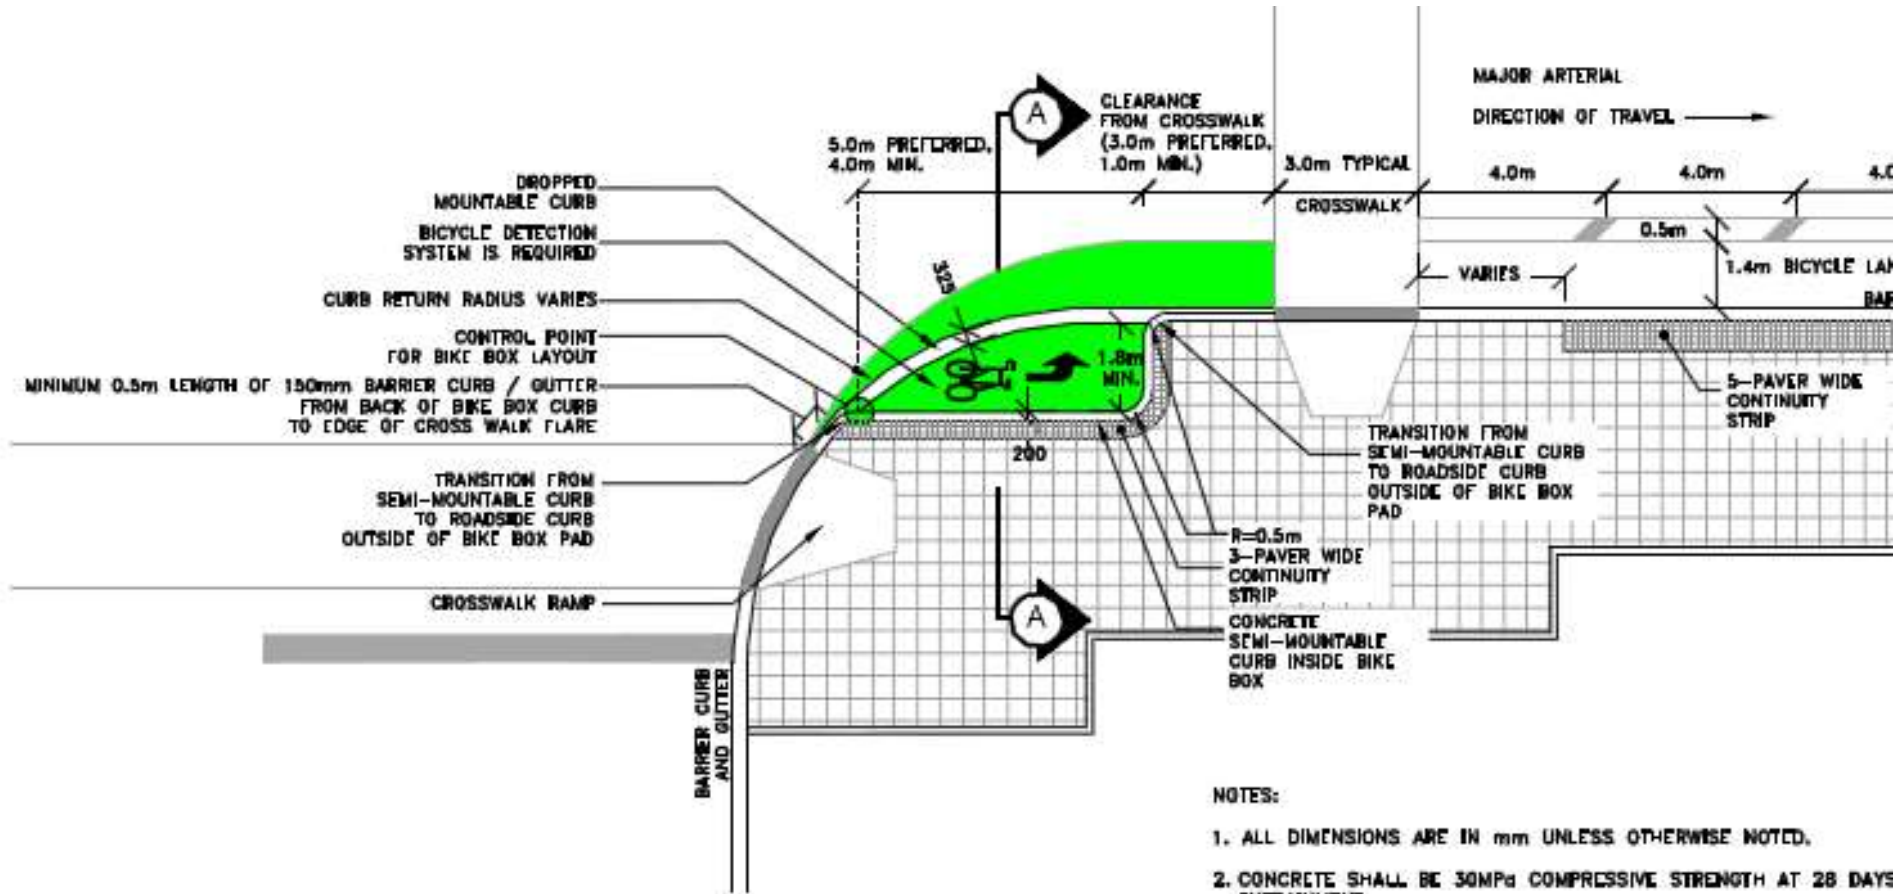 MAJOR ARTERIAL
DIRECTION OF TRAVEL
A
CLEARANCE
FROM CROSSWALK
(3.0m PREFERRED,
1.0m MIN.)
5.0m PREFERRED,
4.0m MIN.
3.0m TYPICAL
CROSSWALK
4.0m
4.0m
4.0
0.5m
1.4m BICYCLE LAN
BAR
VARIES
DROPPED
MOUNTABLE CURB
BICYCLE DETECTION
SYSTEM IS REQUIRED
CURB RETURN RADIUS VARIES
CONTROL POINT
FOR BIKE BOX LAYOUT
MINIMUM 0.5m LENGTH OF 150mm BARRIER CURB / GUTTER
FROM BACK OF BIKE BOX CURB
TO EDGE OF CROSS WALK FLARE
TRANSITION FROM
SEMI-MOUNTABLE CURB
TO ROADSIDE CURB
OUTSIDE OF BIKE BOX PAD
CROSSWALK RAMP
325
1.8m
MIN.
200
5-PAVER WIDE
CONTINUITY
STRIP
TRANSITION FROM
SEMI-MOUNTABLE CURB
TO ROADSIDE CURB
OUTSIDE OF BIKE BOX
PAD
R=0.5m
3-PAVER WIDE
CONTINUITY
STRIP
A
CONCRETE
SEMI-MOUNTABLE
CURB INSIDE BIKE
BOX
BARRIER CURB
AND GUTTER
NOTES:
1. ALL DIMENSIONS ARE IN mm UNLESS OTHERWISE NOTED.
2. CONCRETE SHALL BE 30MPa COMPRESSIVE STRENGTH AT 28 DAYS